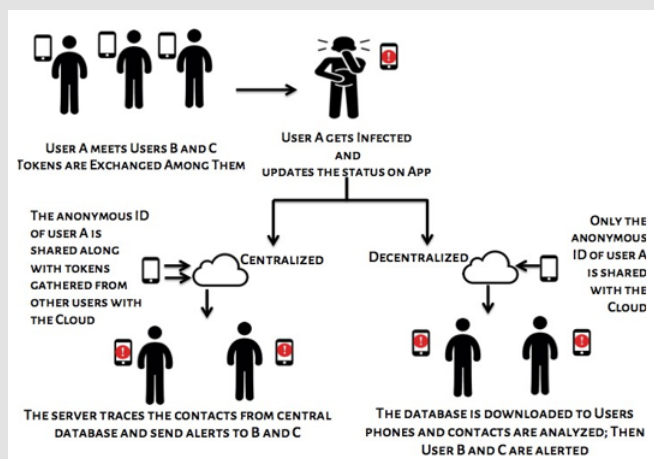 User A meets Users B and C
Tokens are Exchanged Among Them
User A gets Infected
and
updates the status on App
The anonymous ID
of user A is
shared along
with tokens
gathered from
other users with
the Cloud
Centralized
Decentralized
Only the
anonymous
ID of user A
is shared
with the
Cloud
The server traces the contacts from central
database and send alerts to B and C
The database is downloaded to Users
phones and contacts are analyzed; Then
User B and C are alerted